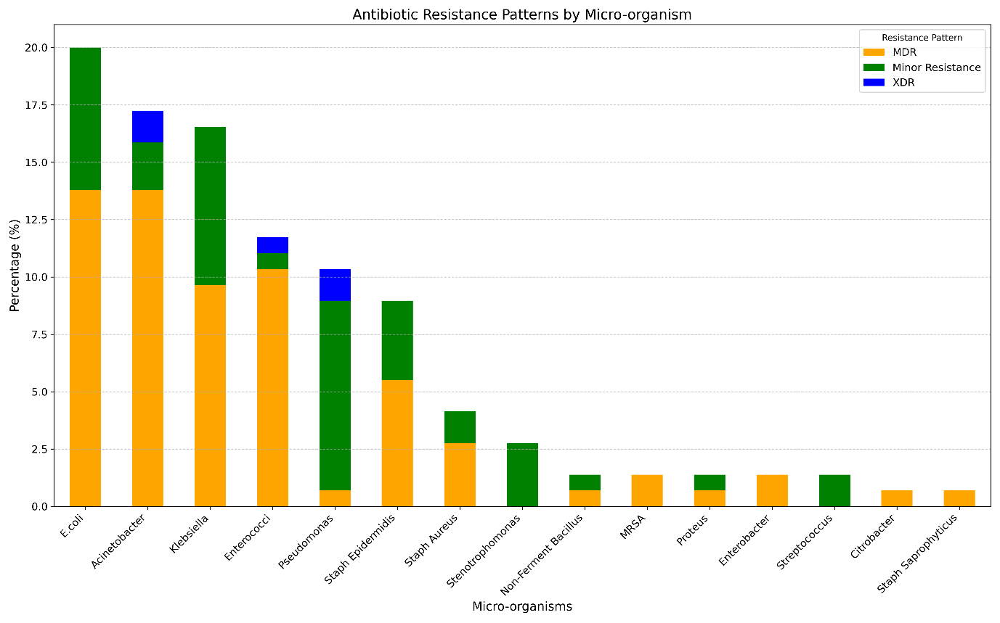 Antibiotic Resistance Patterns by Micro-organism
Resistance Pattern
MDR
Minor Resistance
XDR
Percentage (%)
20.0
17.5
15.0
12.5
10.0
7.5
5.0
2.5
0.0
E.coli
Acinetobacter
Klebsiella
Enterococci
Pseudomonas
Staph Epidermidis
Staph Aureus
Stenotrophomonas
Non-Ferment Bacillus
MRSA
Proteus
Enterobacter
Streptococcus
Citrobacter
Staph Saprophyticus
Micro-organisms